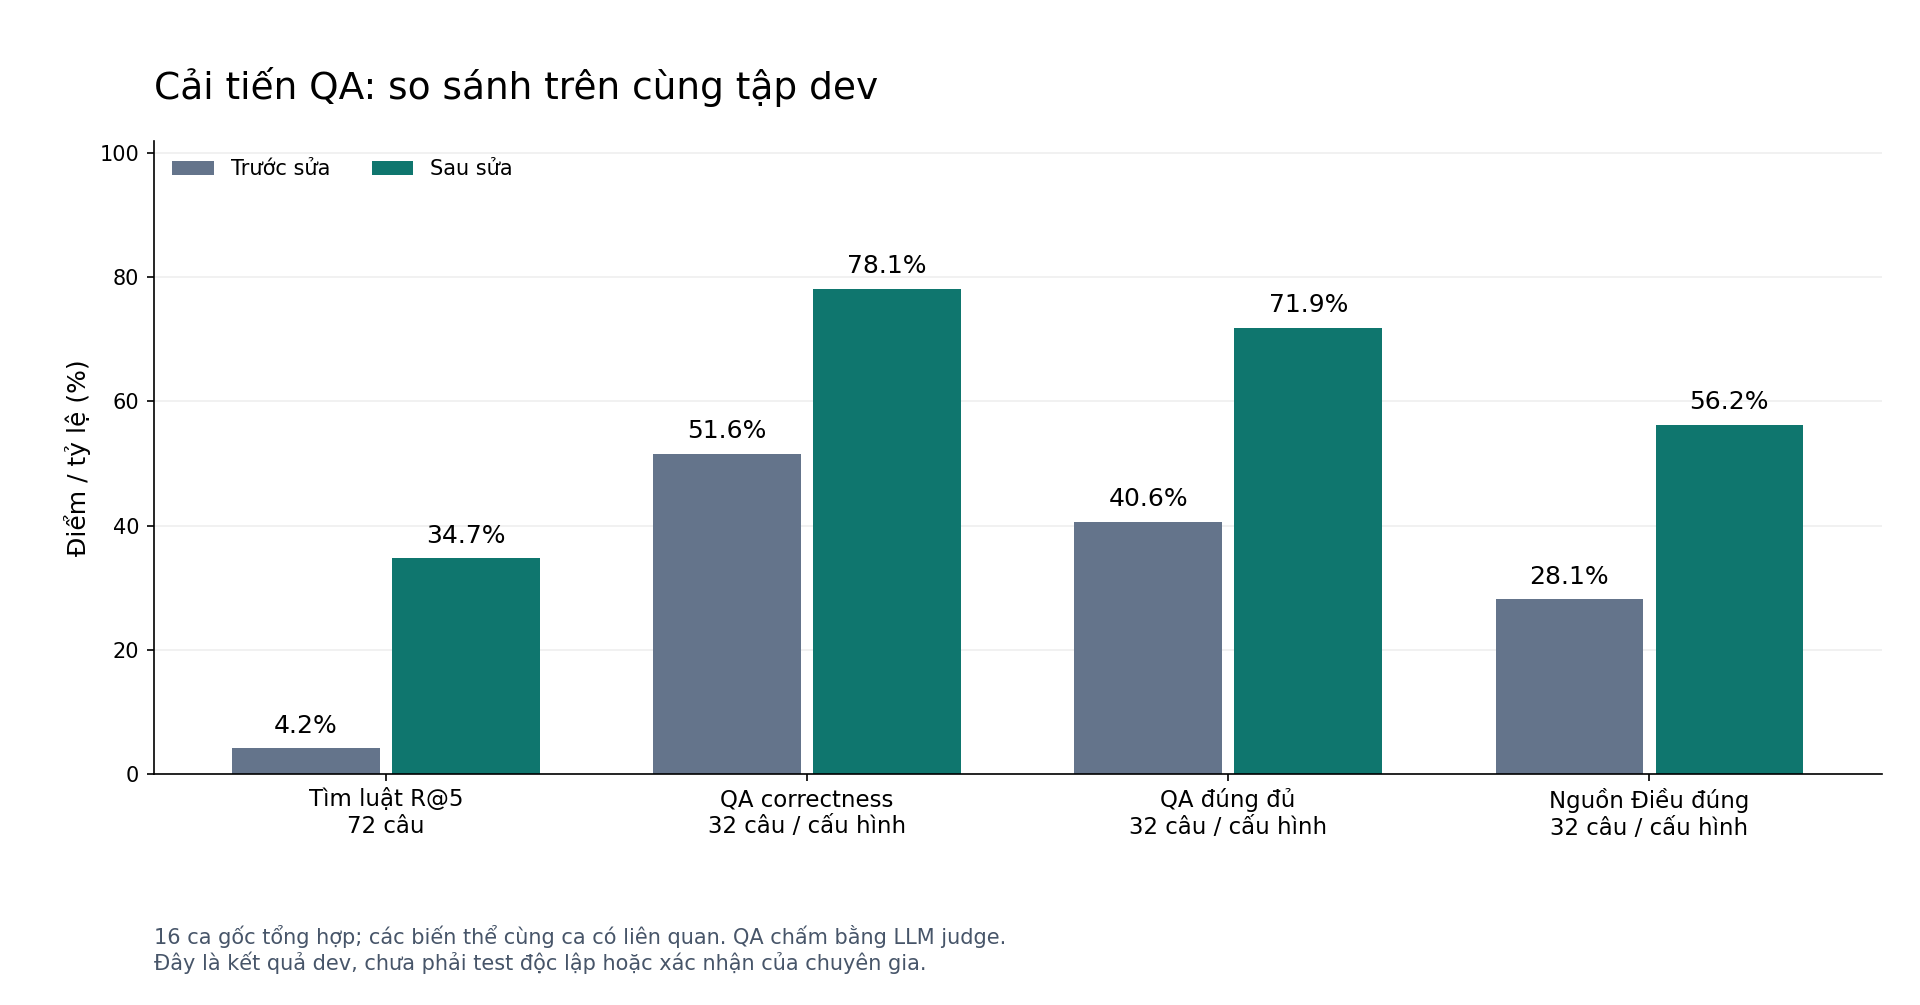 Cải tiến QA: so sánh trên cùng tập dev
Trước sửa
Sau sửa
Điểm / tỷ lệ (%)
100
80
60
40
20
0
4.2%
34.7%
51.6%
78.1%
40.6%
71.9%
28.1%
56.2%
Tìm luật R@5
72 câu
QA correctness
32 câu / cấu hình
QA đúng đủ
32 câu / cấu hình
Nguồn Điều đúng
32 câu / cấu hình
16 ca gốc tổng hợp; các biến thể cùng ca có liên quan. QA chấm bằng LLM judge.
Đây là kết quả dev, chưa phải test độc lập hoặc xác nhận của chuyên gia.